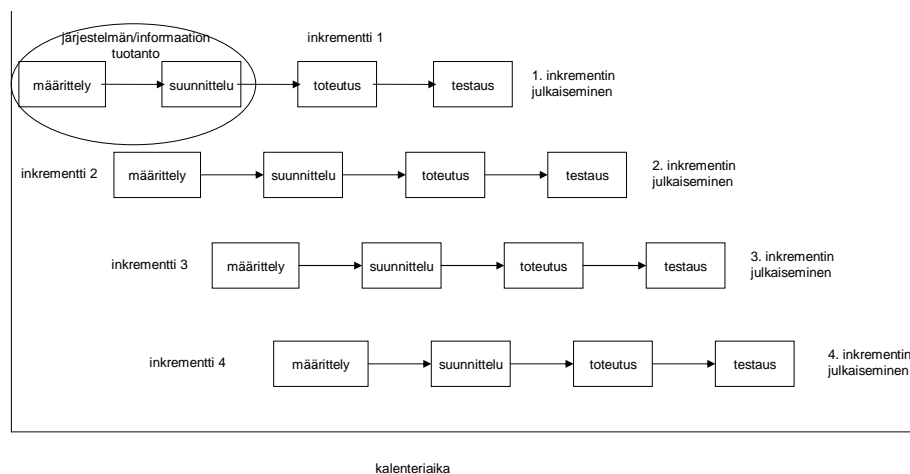 järjestelmän/informaation
tuotanto
inkrementti 1
määrittely
suunnittelu
toteutus
testaus
1. inkrementin
julkaiseminen
inkrementti 2
määrittely
suunnittelu
toteutus
testaus
2. inkrementin
julkaiseminen
inkrementti 3
määrittely
suunnittelu
toteutus
testaus
3. inkrementin
julkaiseminen
inkrementti 4
määrittely
suunnittelu
toteutus
testaus
4. inkrementin
julkaiseminen
kalenteriaika